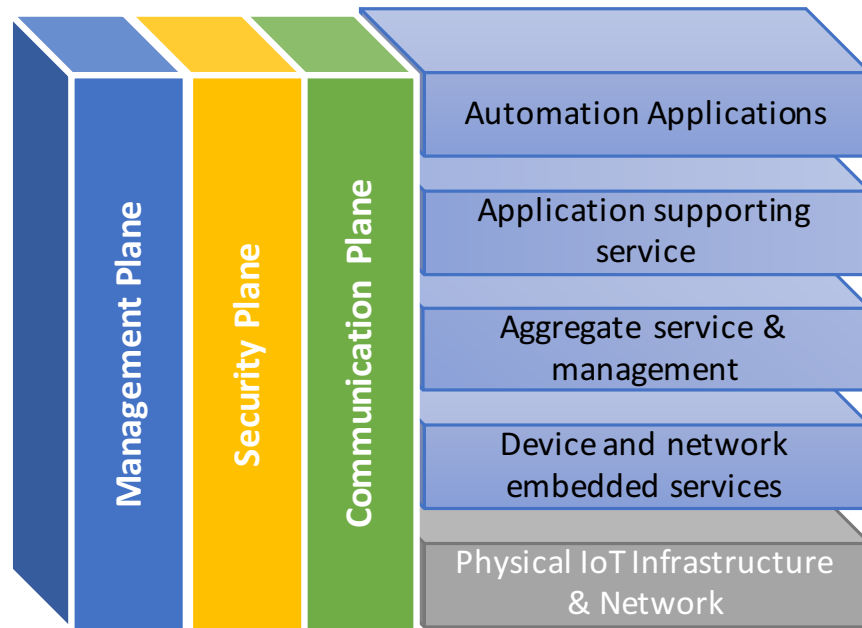 Management Plane
Security Plane
Communication Plane
Automation Applications
Application supporting
service
Aggregate service &
management
Device and network
embedded services
Physical IoT Infrastructure
& Network